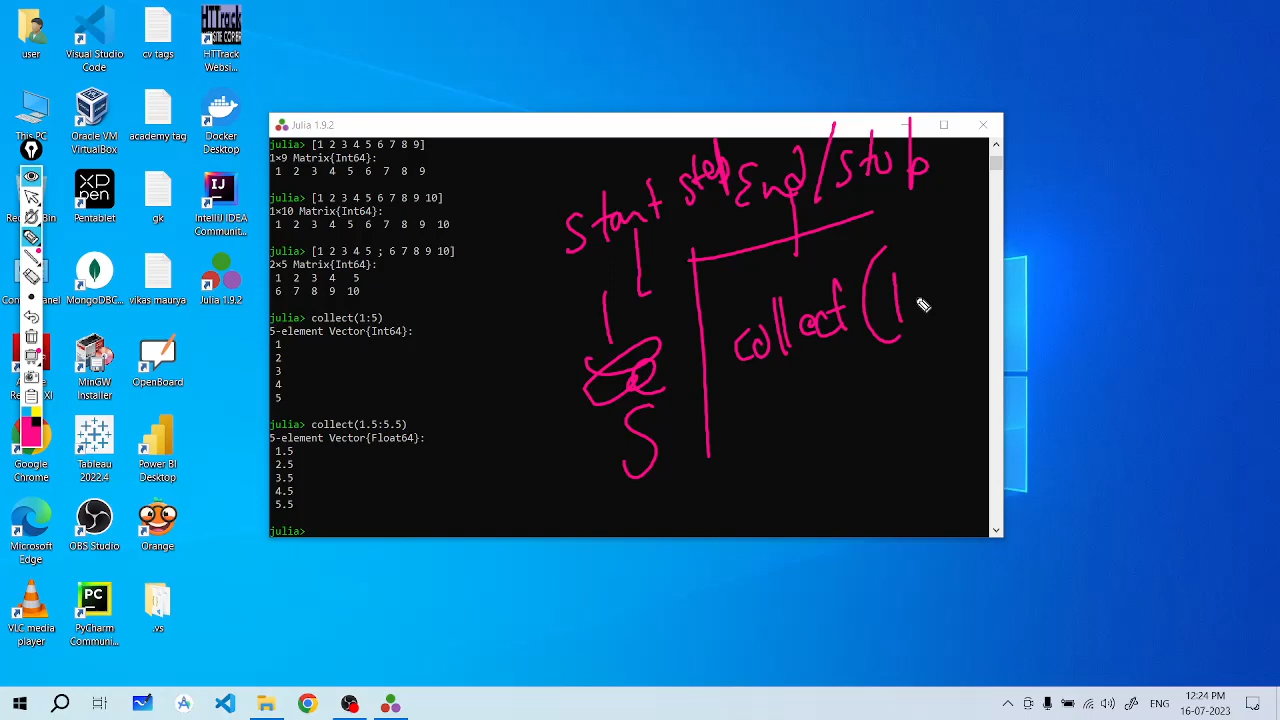 user
Visual Studio
Code
cv tags
HTTrack
SITE COPIER
HTTrack
Websi...
This PC
Oracle VM
VirtualBox
academy tag
Docker
Desktop
Pentablet
gk
IntelliJ IDEA
Communit...
MongoDBC...
vikas maurya
Julia 1.9.2
MinGW
Installer
OpenBoard
Google
Chrome
Tableau
2022.4
Power BI
Desktop
Microsoft
Edge
OBS Studio
Orange
VLC media
player
PyCharm
Communi...
.vs
Julia 1.9.2
julia> [1 2 3 4 5 6 7 8 9]
1×9 Matrix{Int64}:
1 2 3 4 5 6 7 8 9
julia> [1 2 3 4 5 6 7 8 9 10]
1×10 Matrix{Int64}:
1 2 3 4 5 6 7 8 9 10
julia> [1 2 3 4 5 ; 6 7 8 9 10]
2×5 Matrix{Int64}:
1 2 3 4 5
6 7 8 9 10
julia> collect(1:5)
5-element Vector{Int64}:
1
2
3
4
5
julia> collect(1.5:5.5)
5-element Vector{Float64}:
1.5
2.5
3.5
4.5
5.5
julia>
start step End/stop
1
5
collect(1
ENG
12:24 PM
16-07-2023